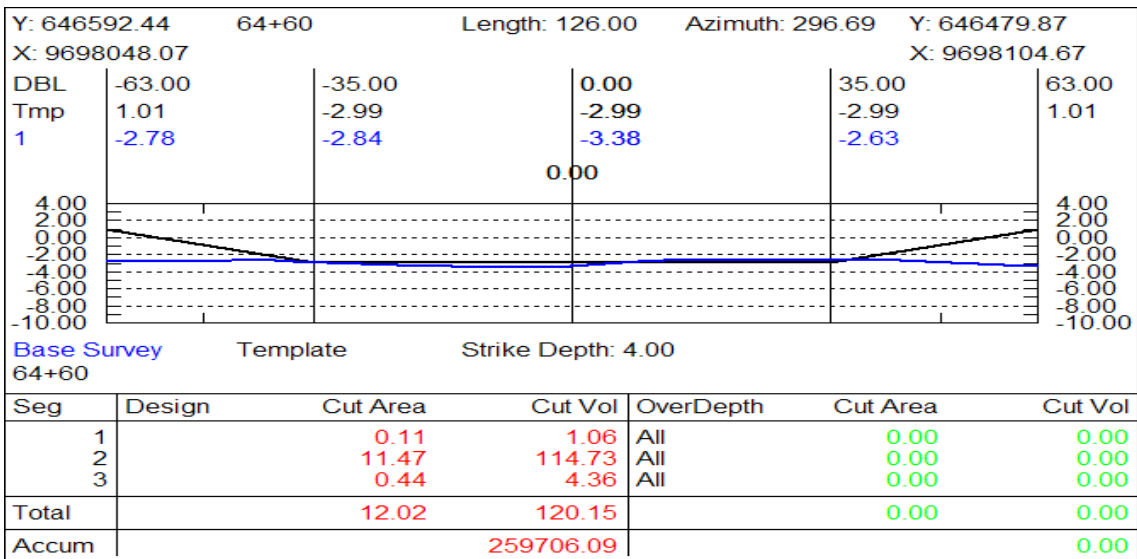 Y: 646592.44 64+60 Length: 126.00 Azimuth: 296.69 Y: 646479.87
X: 9698048.07 X: 9698104.67
DBL -63.00 -35.00 0.00 35.00 63.00
Tmp 1.01 -2.99 -2.99 -2.99 1.01
1 -2.78 -2.84 -3.38 -2.63
0.00
4.00 4.00
2.00 2.00
0.00 0.00
-2.00 -2.00
-4.00 -4.00
-6.00 -6.00
-8.00 -8.00
-10.00 -10.00
Base Survey Template Strike Depth: 4.00
64+60
Seg Design Cut Area Cut Vol OverDepth Cut Area Cut Vol
1 0.11 1.06 All 0.00 0.00
2 11.47 114.73 All 0.00 0.00
3 0.44 4.36 All 0.00 0.00
Total 12.02 120.15 0.00 0.00
Accum 259706.09 0.00